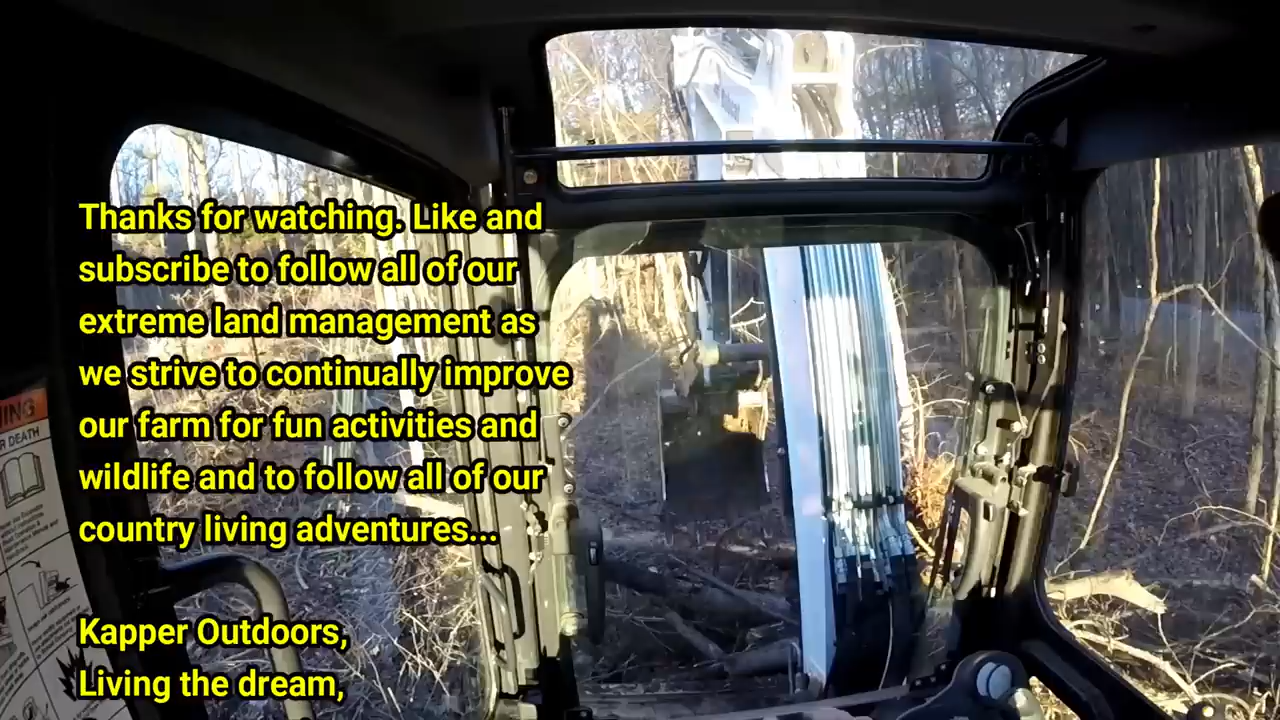 Thanks for watching. Like and
subscribe to follow all of our
extreme land management as
we strive to continually improve
our farm for fun activities and
wildlife and to follow all of our
country living adventures...
Kapper Outdoors,
Living the dream,
DEATH